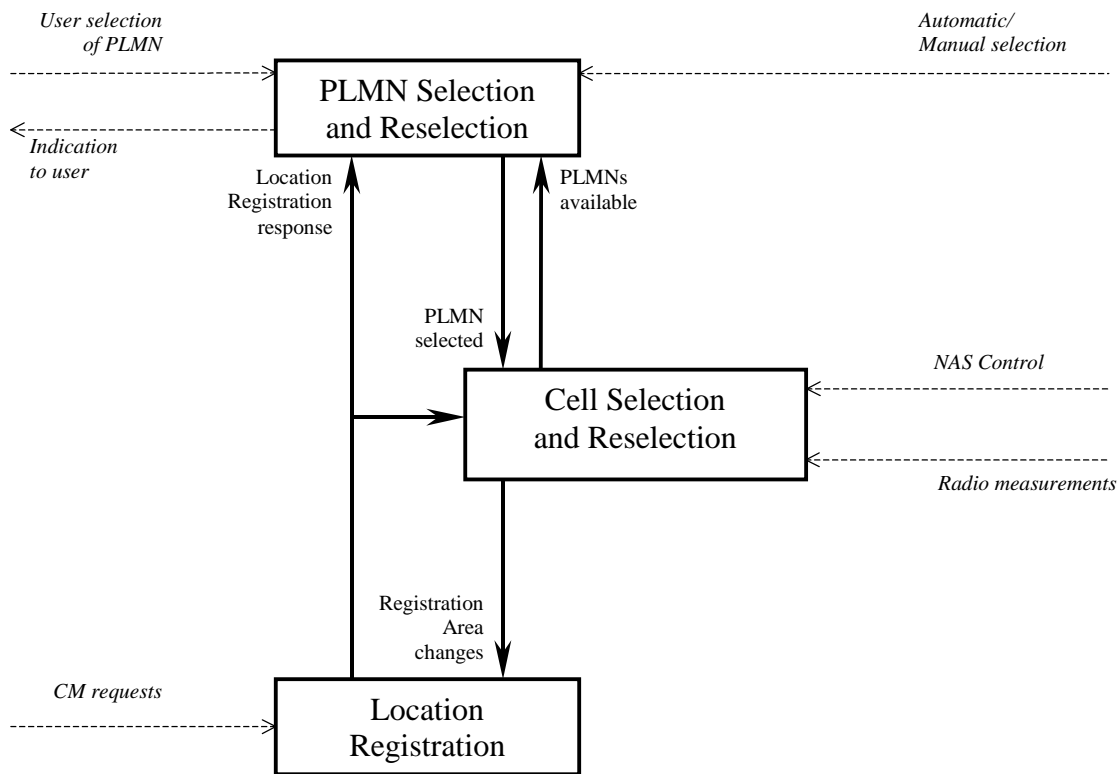 User selection
of PLMN
Automatic/
Manual selection
PLMN Selection
and Reselection
Indication
to user
Location
Registration
response
PLMNs
available
PLMN
selected
NAS Control
Cell Selection
and Reselection
Radio measurements
Registration
Area
changes
CM requests
Location
Registration